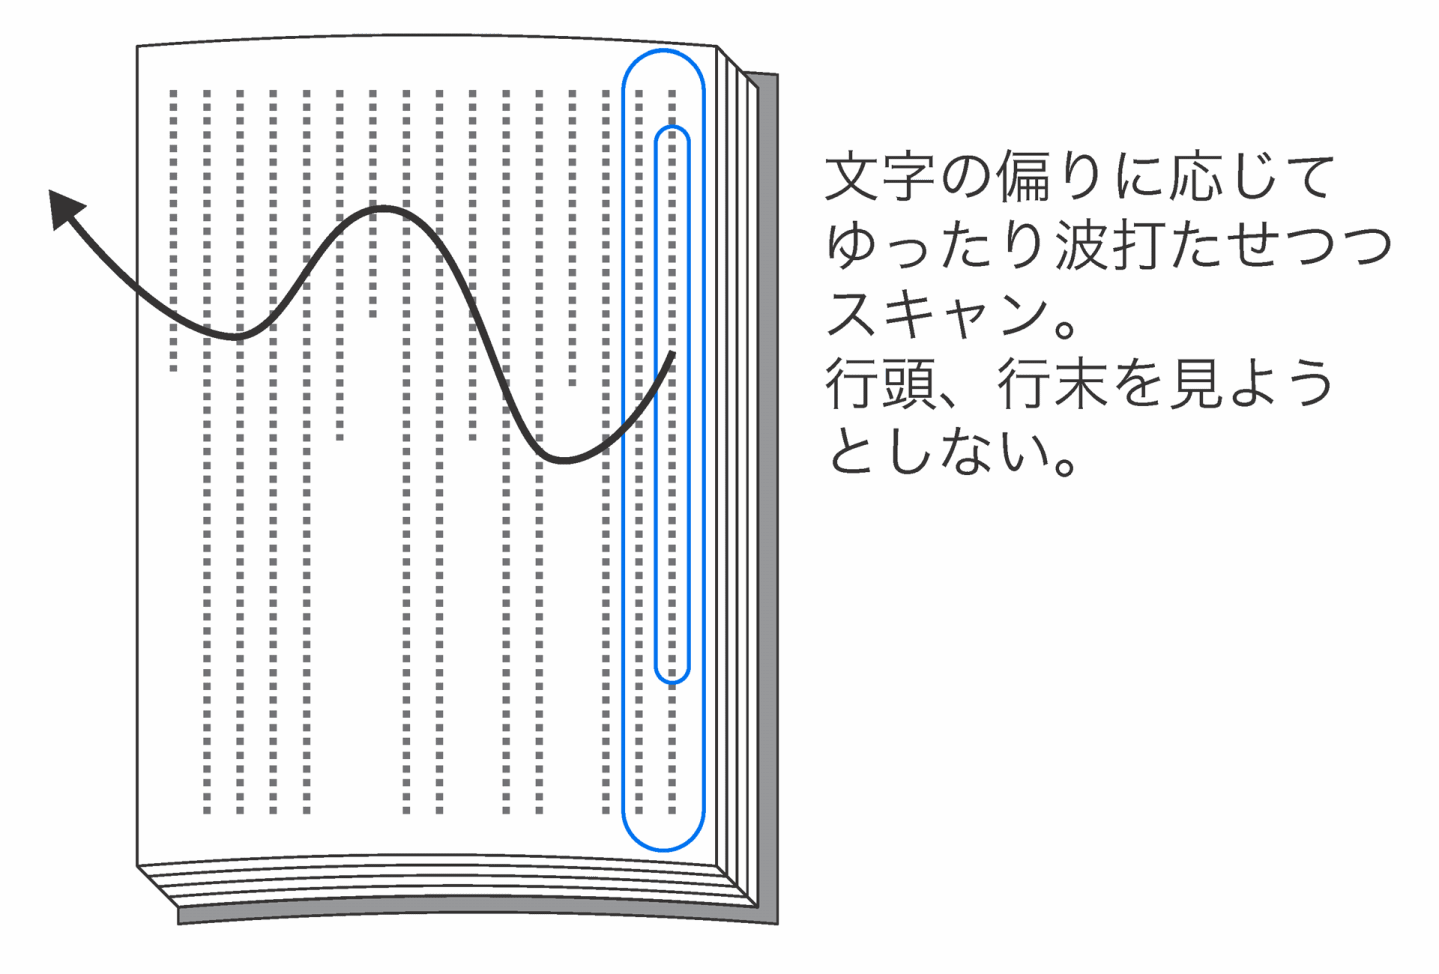 文字の偏りに応じて
ゆったり波打たせつつ
スキャン。
行頭、行末を見よう
としない。